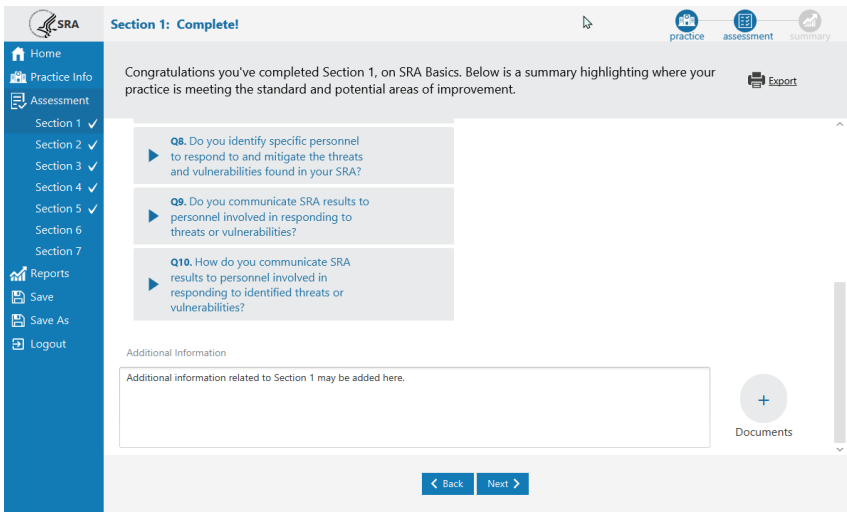 SRA
Section 1: Complete!
practice
assessment
summary
Home
Practice Info
Assessment
Section 1
Section 2
Section 3
Section 4
Section 5
Section 6
Section 7
Reports
Save
Save As
Logout
Congratulations you've completed Section 1, on SRA Basics. Below is a summary highlighting where your
practice is meeting the standard and potential areas of improvement.
Export
Q8. Do you identify specific personnel
to respond to and mitigate the threats
and vulnerabilities found in your SRA?
Q9. Do you communicate SRA results to
personnel involved in responding to
threats or vulnerabilities?
Q10. How do you communicate SRA
results to personnel involved in
responding to identified threats or
vulnerabilities?
Additional Information
Additional information related to Section 1 may be added here.
+
Documents
Back
Next